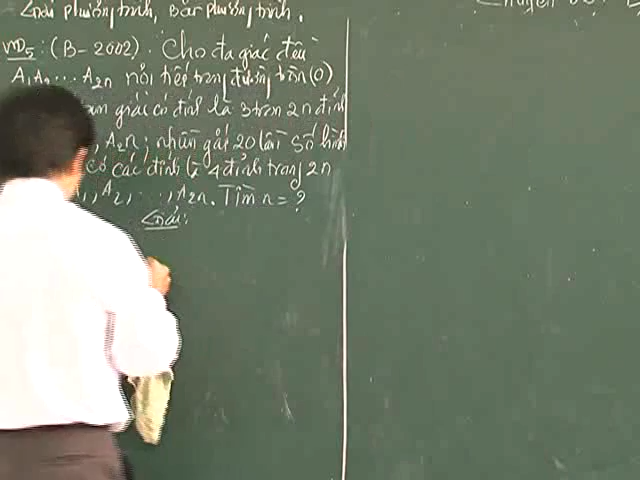 Giải phương trình, bất phương trình.
Chuyên đề:
VD5: (B-2002). Cho đa giác đều
A1A2...A2n nội tiếp trong đường tròn (O)
giác có đỉnh là 3 trong 2n đỉnh
, A2n; nhiều gấp 20 lần số hình
có các đỉnh là 4 đỉnh trong 2n
A1, A2, ..., A2n. Tìm n = ?
Giải: